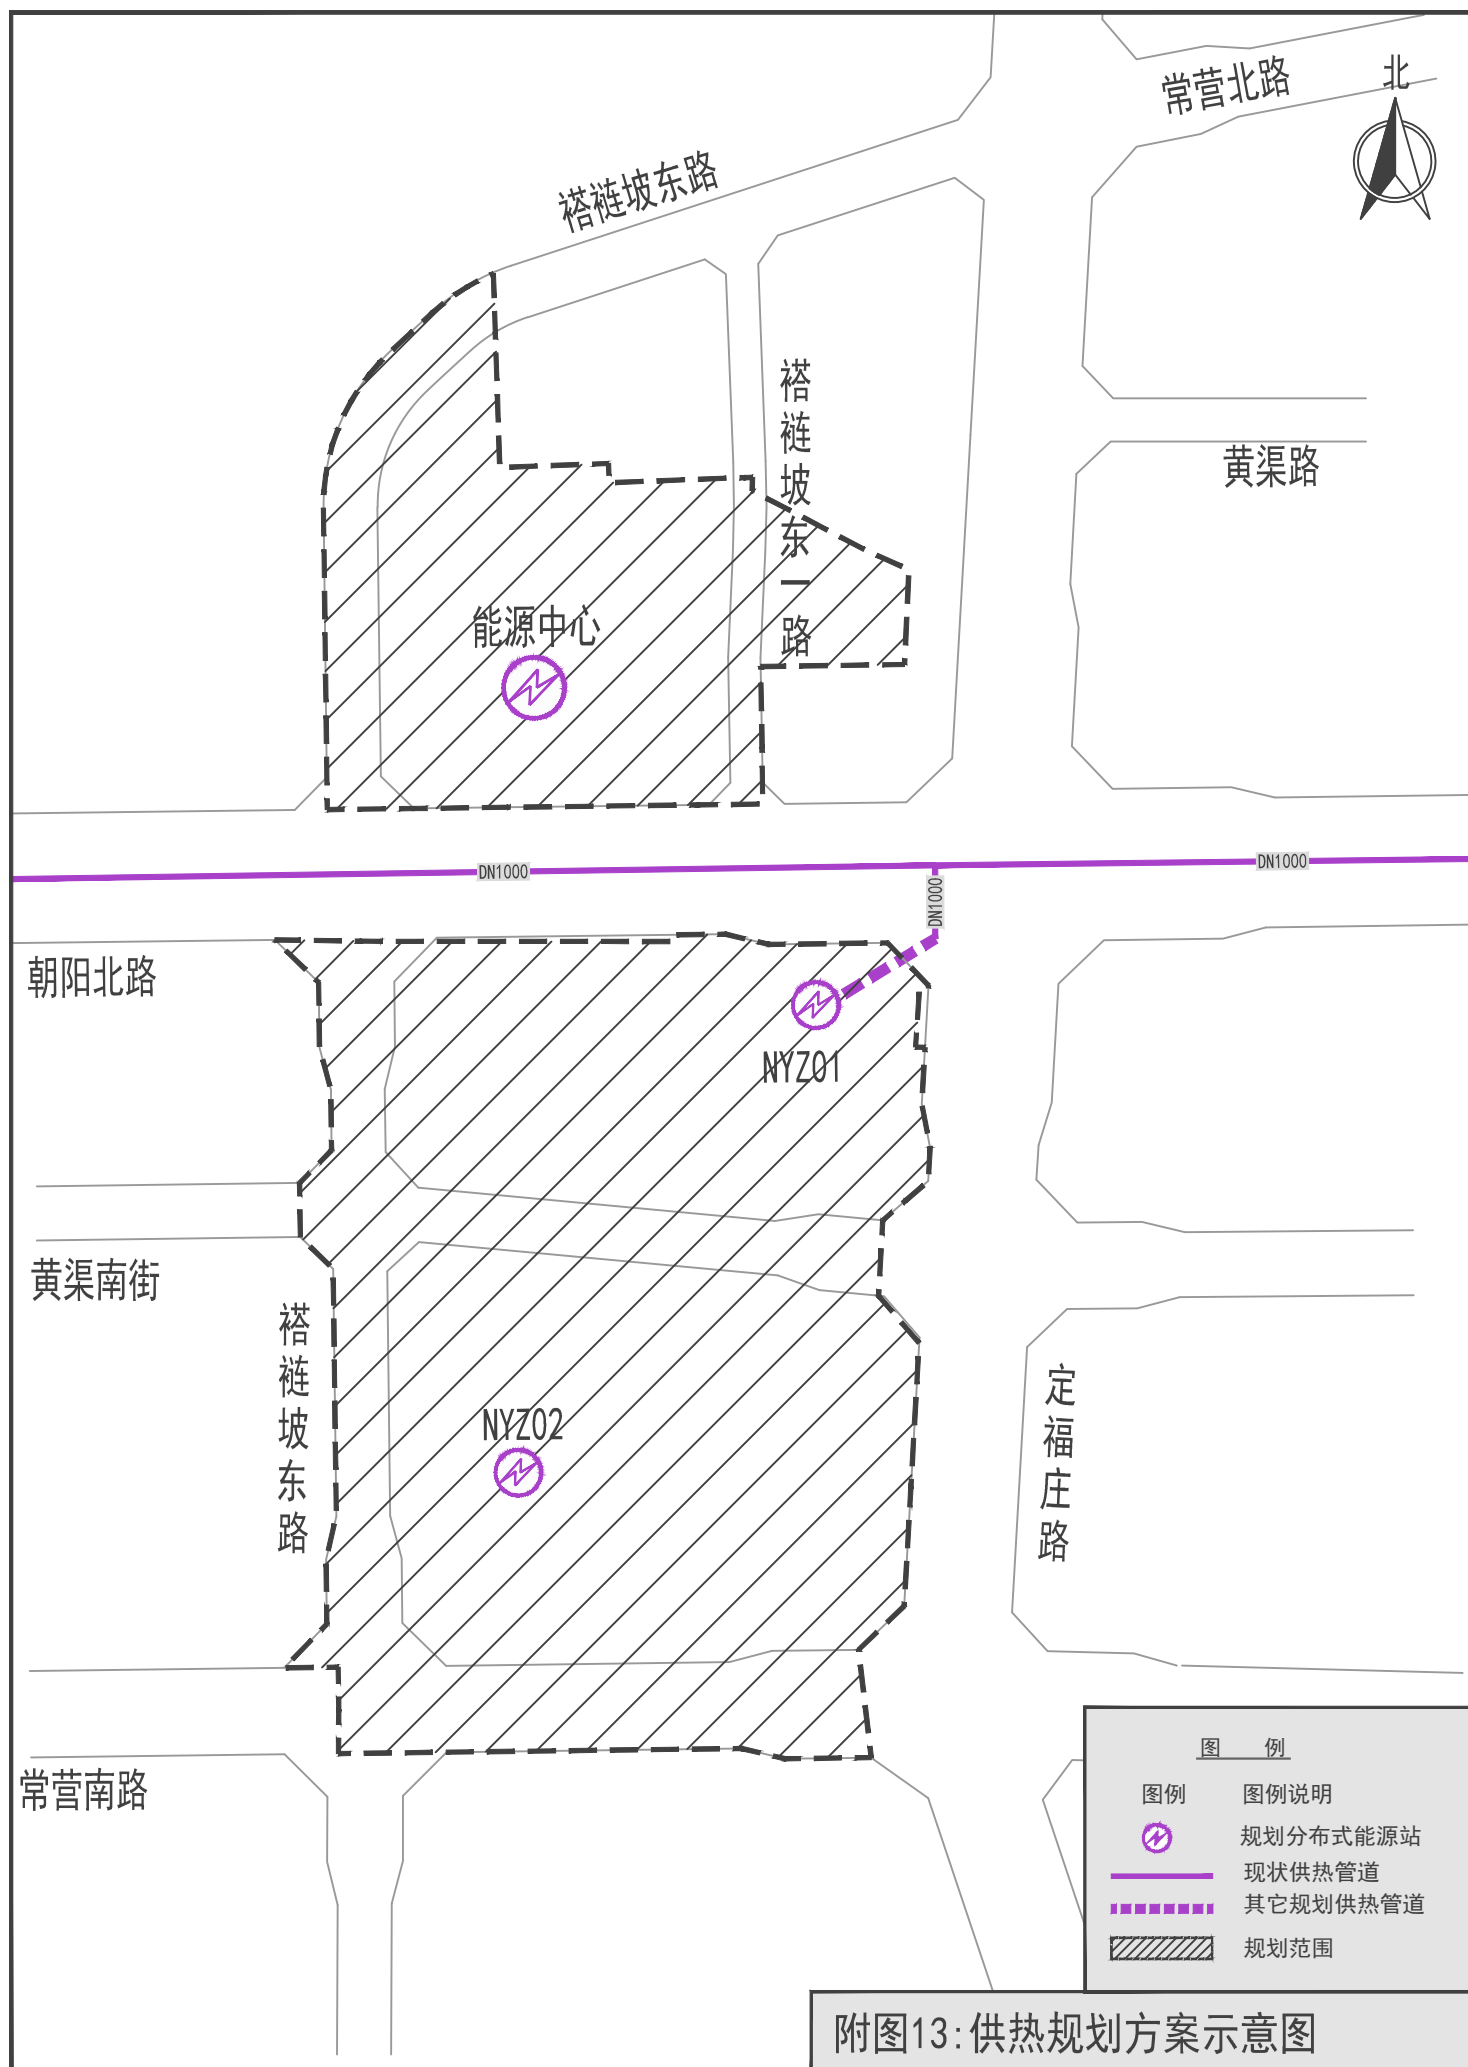 常营北路
北
褡裢坡东路
褡裢坡东一路
黄渠路
能源中心
DN1000
DN1000
DN1000
朝阳北路
NYZ01
黄渠南街
褡裢坡东路
定福庄路
NYZ02
常营南路
图 例
图例 图例说明
规划分布式能源站
现状供热管道
其它规划供热管道
规划范围
附图13:供热规划方案示意图